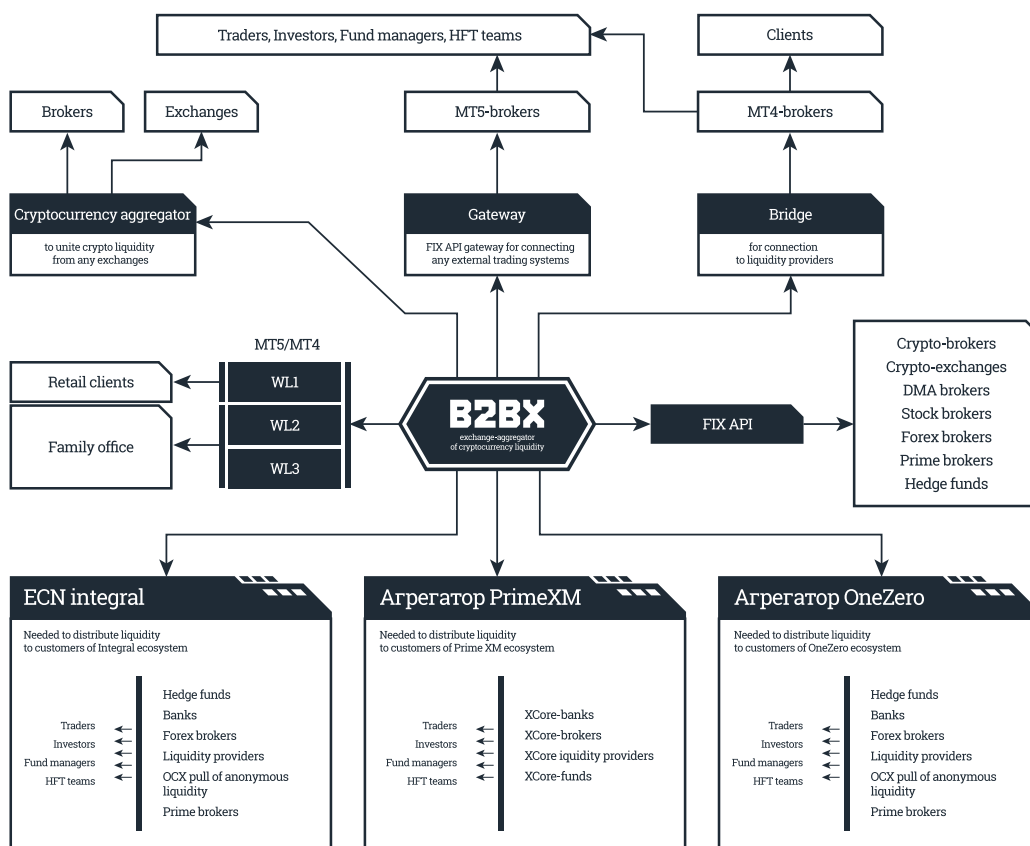 Traders, Investors, Fund managers, HFT teams
Clients
Brokers
Exchanges
MT5-brokers
MT4-brokers
Cryptocurrency aggregator
to unite crypto liquidity
from any exchanges
Gateway
FIX API gateway for connecting
any external trading systems
Bridge
for connection
to liquidity providers
MT5/MT4
Retail clients
Family office
WL1
WL2
WL3
B2BX
exchange-aggregator
of cryptocurrency liquidity
FIX API
Crypto-brokers
Crypto-exchanges
DMA brokers
Stock brokers
Forex brokers
Prime brokers
Hedge funds
ECN integral
Needed to distribute liquidity
to customers of Integral ecosystem
Traders
Investors
Fund managers
HFT teams
Hedge funds
Banks
Forex brokers
Liquidity providers
OCX pull of anonymous
liquidity
Prime brokers
Агрегатор PrimeXM
Needed to distribute liquidity
to customers of Prime XM ecosystem
Traders
Investors
Fund managers
HFT teams
XCore-banks
XCore-brokers
XCore iquidity providers
XCore-funds
Агрегатор OneZero
Needed to distribute liquidity
to customers of OneZero ecosystem
Traders
Investors
Fund managers
HFT teams
Hedge funds
Banks
Forex brokers
Liquidity providers
OCX pull of anonymous
liquidity
Prime brokers